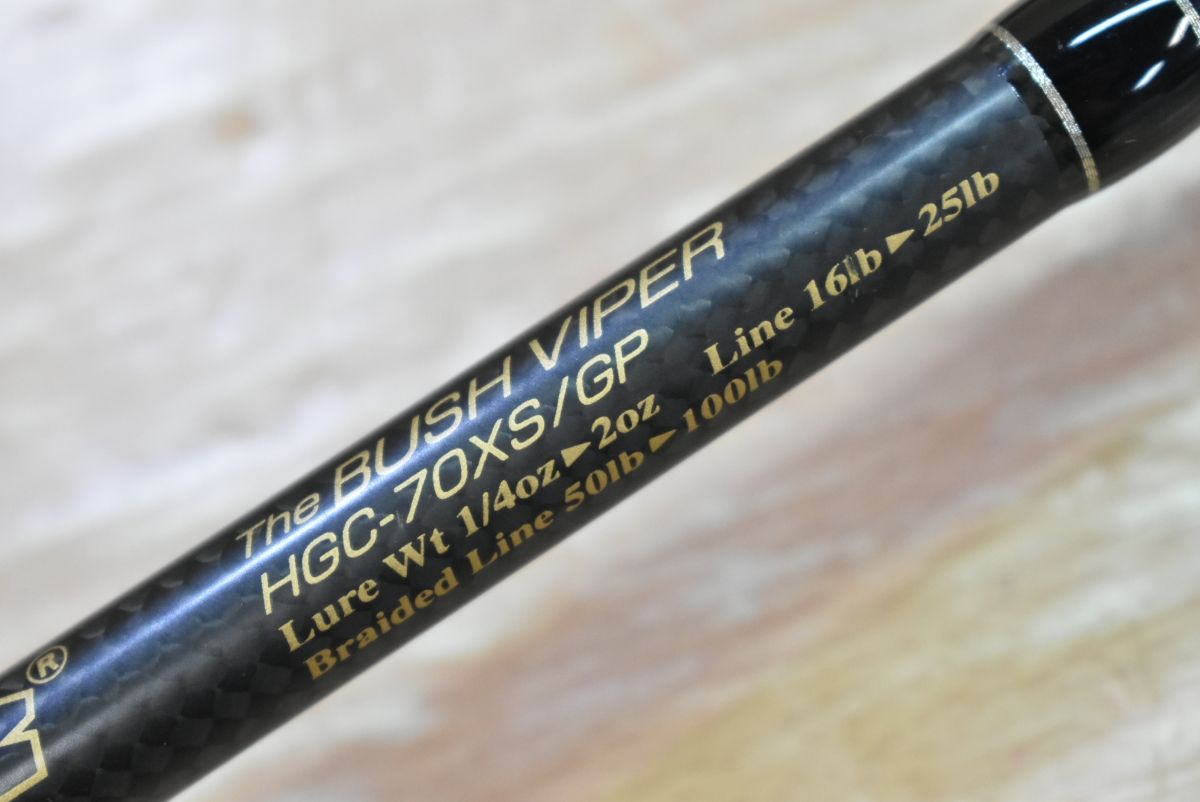 The BUSH VIPER
HGC-70XS/GP
Lure Wt 1/4oz►2oz Line 16lb►25lb
Braided Line 50lb►100lb
®